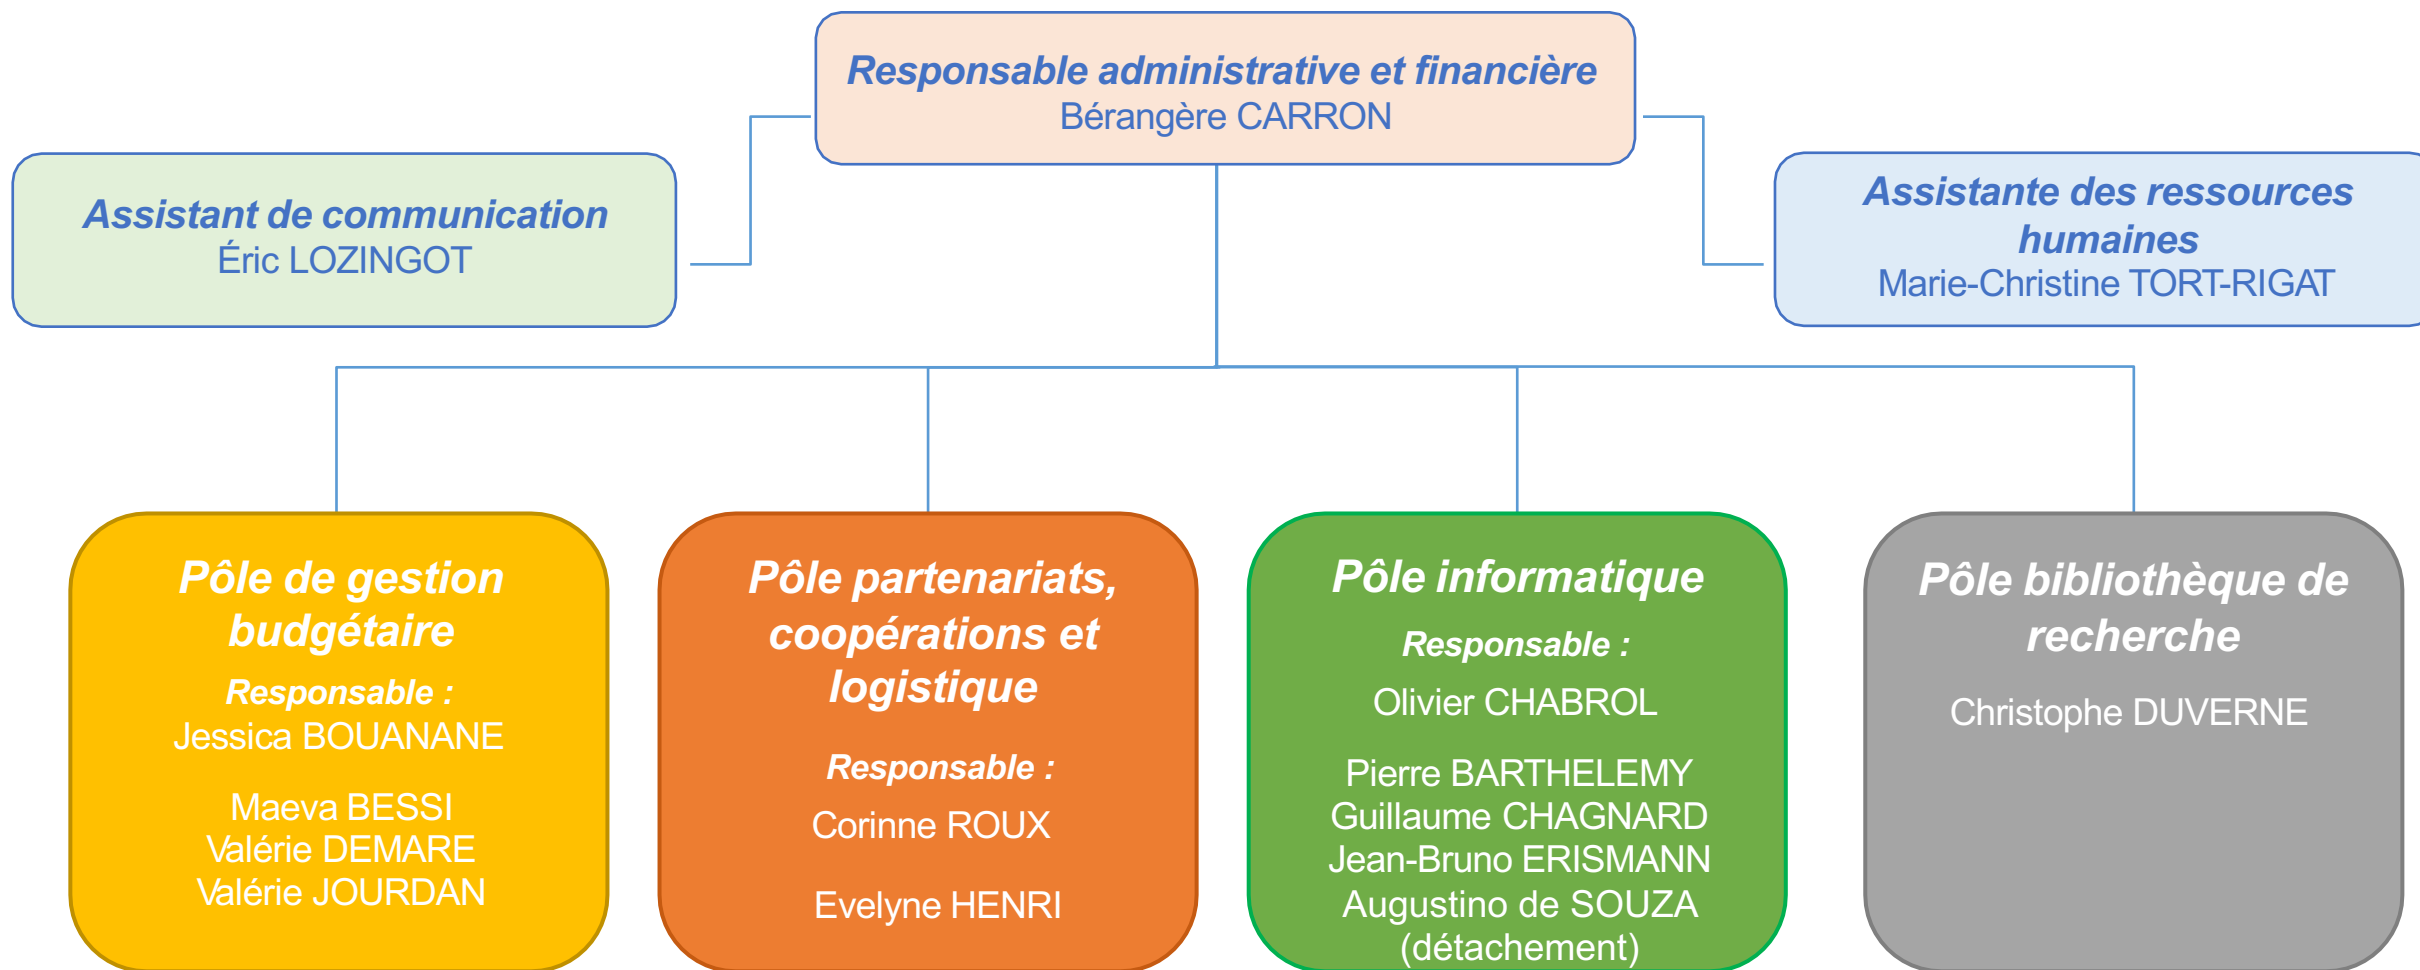 Responsable administrative et financière
Bérangère CARRON
Assistant de communication
Éric LOZINGOT
Assistante des ressources
humaines
Marie-Christine TORT-RIGAT
Pôle de gestion
budgétaire
Responsable :
Jessica BOUANANE
Maeva BESSI
Valérie DEMARE
Valérie JOURDAN
Pôle partenariats,
coopérations et
logistique
Responsable :
Corinne ROUX
Evelyne HENRI
Pôle informatique
Responsable :
Olivier CHABROL
Pierre BARTHELEMY
Guillaume CHAGNARD
Jean-Bruno ERISMANN
Augustino de SOUZA
(détachement)
Pôle bibliothèque de
recherche
Christophe DUVERNE